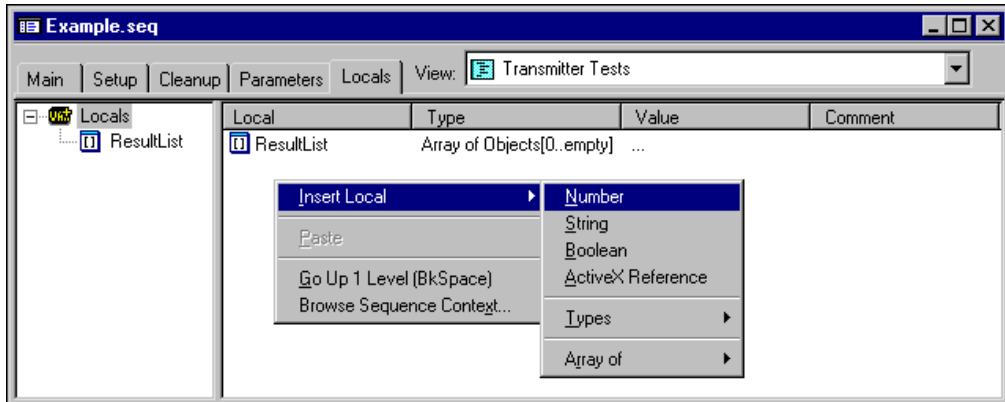 Example.seq
Main Setup Cleanup Parameters Locals View: Transmitter Tests
Locals
ResultList
Local Type Value Comment
ResultList Array of Objects[0..empty] ...
Insert Local
Paste
Go Up 1 Level (BkSpace)
Browse Sequence Context...
Number
String
Boolean
ActiveX Reference
Types
Array of